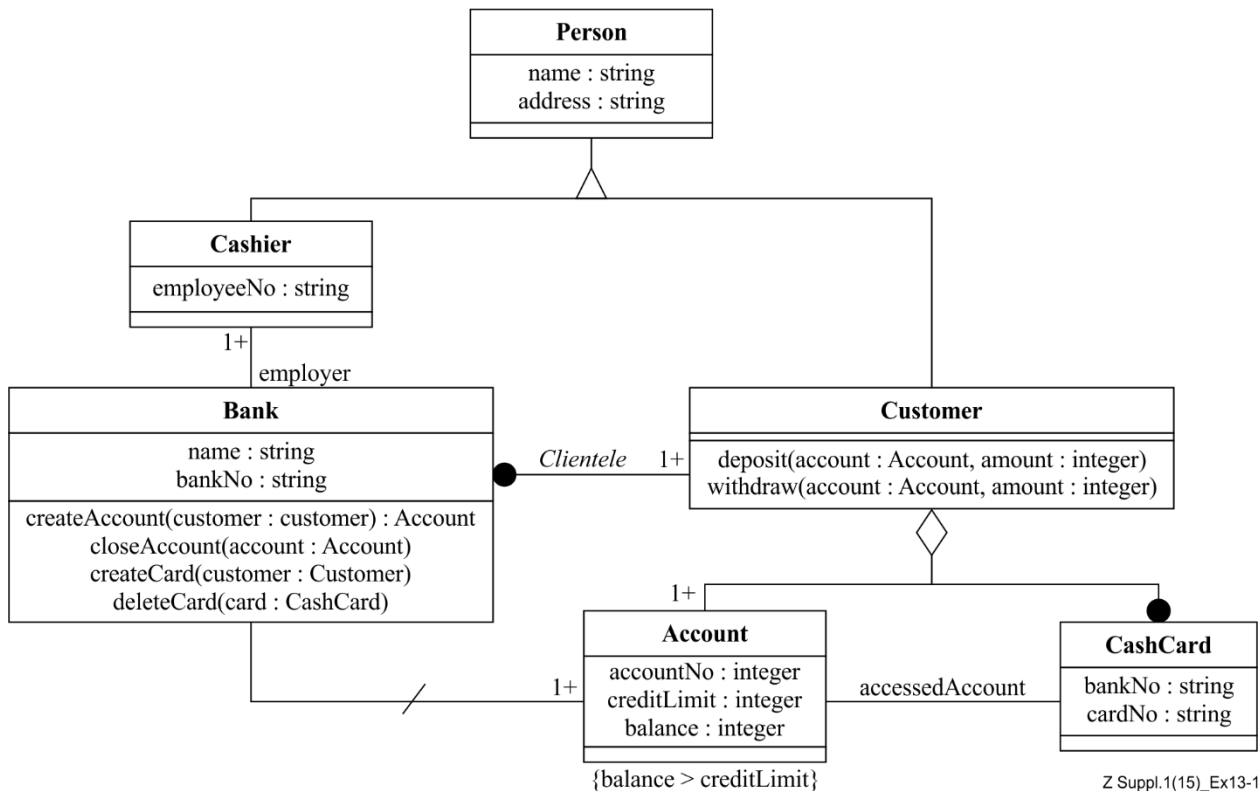 Person
name : string
address : string
Cashier
employeeNo : string
1+
employer
Bank
name : string
bankNo : string
createAccount(customer : customer) : Account
closeAccount(account : Account)
createCard(customer : Customer)
deleteCard(card : CashCard)
Clientele
1+
Customer
deposit(account : Account, amount : integer)
withdraw(account : Account, amount : integer)
1+
1+
Account
accountNo : integer
creditLimit : integer
balance : integer
{balance > creditLimit}
accessedAccount
CashCard
bankNo : string
cardNo : string
Z Suppl.1(15)_Ex13-1